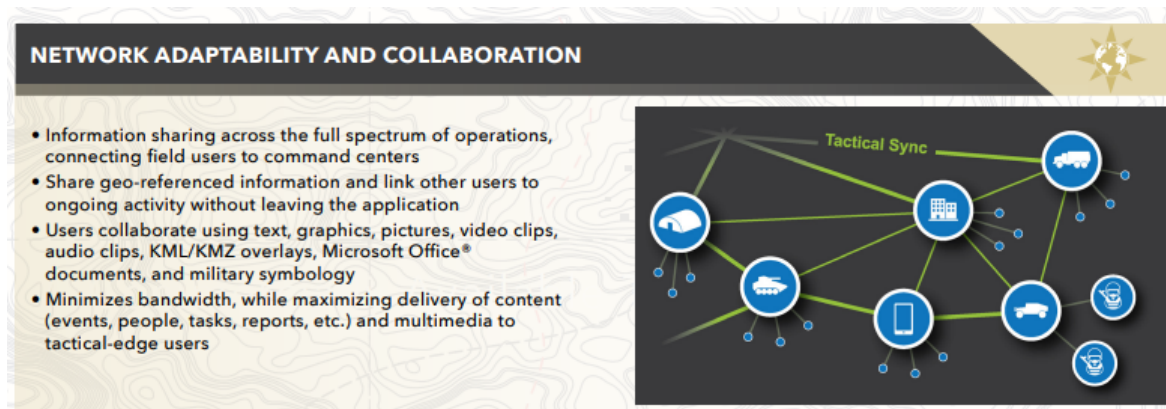 NETWORK ADAPTABILITY AND COLLABORATION
• Information sharing across the full spectrum of operations,
connecting field users to command centers
• Share geo-referenced information and link other users to
ongoing activity without leaving the application
• Users collaborate using text, graphics, pictures, video clips,
audio clips, KML/KMZ overlays, Microsoft Office®
documents, and military symbology
• Minimizes bandwidth, while maximizing delivery of content
(events, people, tasks, reports, etc.) and multimedia to
tactical-edge users
Tactical Sync